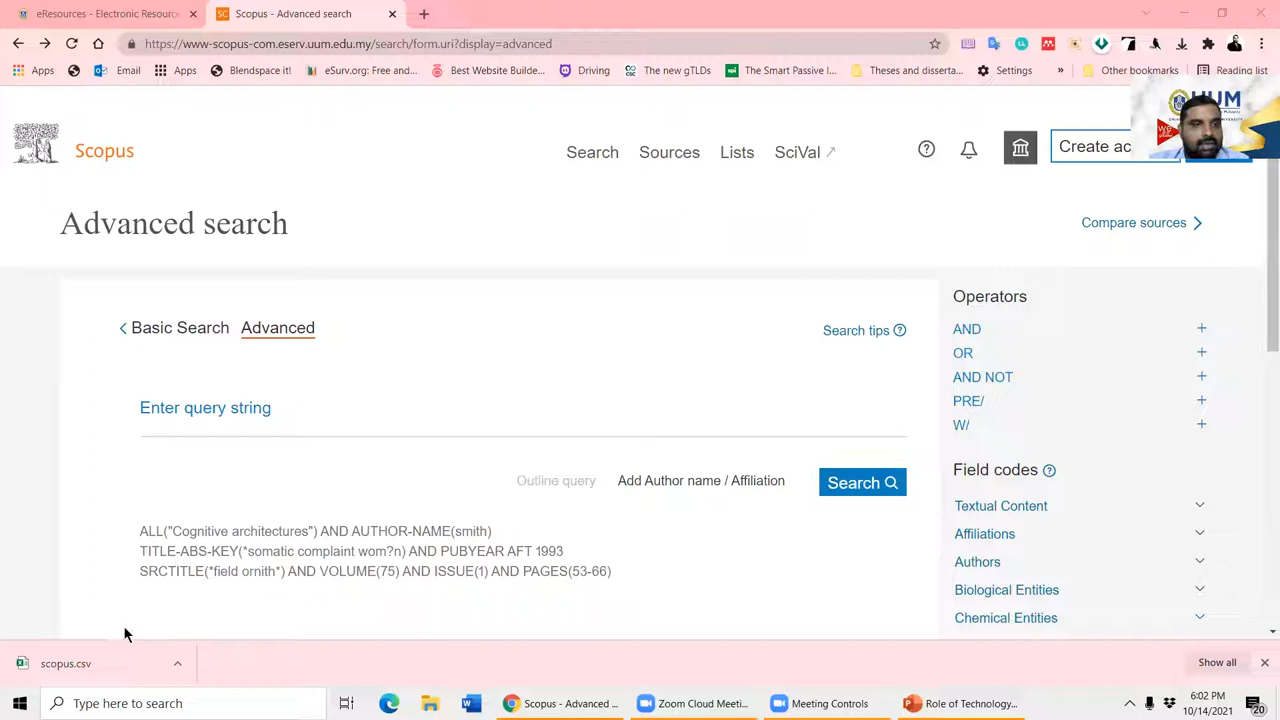 eResources - Electronic Resource
SC Scopus - Advanced search
https://www-scopus-com.eserv.uum.edu.my/search/form.uri?display=advanced
Apps
Email
Apps
Blendspace it!
eSurv.org: Free and...
Best Website Builde...
Driving
The new gTLDs
The Smart Passive I...
Theses and disserta...
Settings
»
Other bookmarks
Reading list
UUM
Scopus
Search
Sources
Lists
SciVal
Create ac
Advanced search
Compare sources
Basic Search
Advanced
Search tips
Enter query string
Outline query
Add Author name / Affiliation
Search
ALL("Cognitive architectures") AND AUTHOR-NAME(smith)
TITLE-ABS-KEY(*somatic complaint wom?n) AND PUBYEAR AFT 1993
SRCTITLE(*field ornith*) AND VOLUME(75) AND ISSUE(1) AND PAGES(53-66)
Operators
AND
OR
AND NOT
PRE/
W/
Field codes
Textual Content
Affiliations
Authors
Biological Entities
Chemical Entities
scopus.csv
Show all
Type here to search
Scopus - Advanced ...
Zoom Cloud Meeti...
Meeting Controls
Role of Technology...
6:02 PM
10/14/2021
20